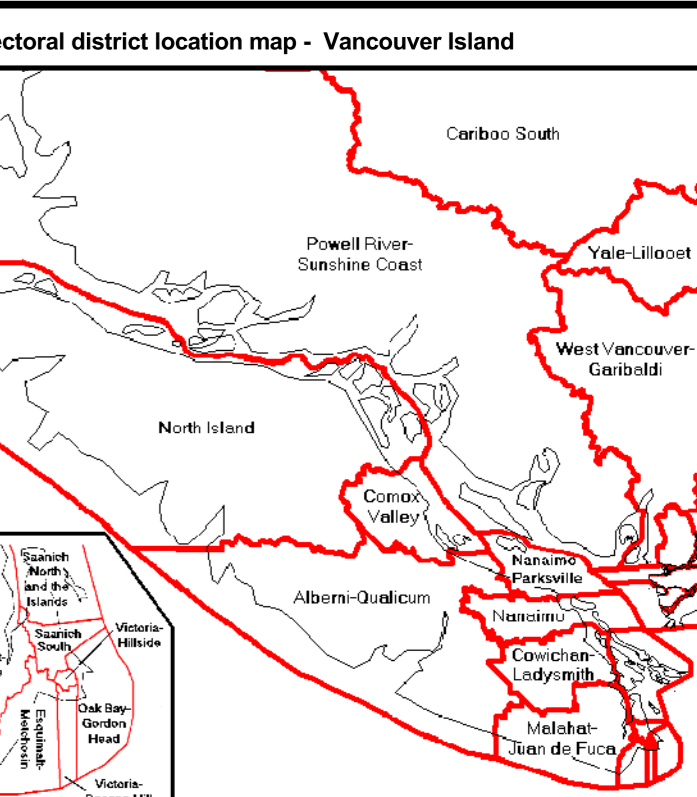 ectoral district location map - Vancouver Island
Cariboo South
Powell River-
Sunshine Coast
Yale-Lillooet
West Vancouver-
Garibaldi
North Island
Comox
Valley
Nanaimo
Parksville
Alberni-Qualicum
Nanaimo
Cowichan-
Ladysmith
Malahat-
Juan de Fuca
Saanich
North
and the
Islands
Saanich
South
Victoria-
Hillside
Oak Bay-
Gordon
Head
Esquimalt-
Metchosin
Victoria-